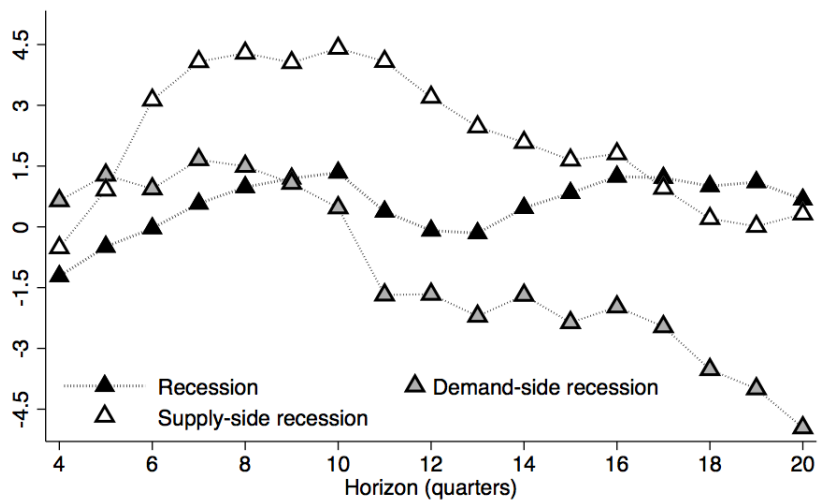 4.5
3
1.5
0
-1.5
-3
-4.5
Recession
Demand-side recession
Supply-side recession
4 6 8 10 12 14 16 18 20
Horizon (quarters)